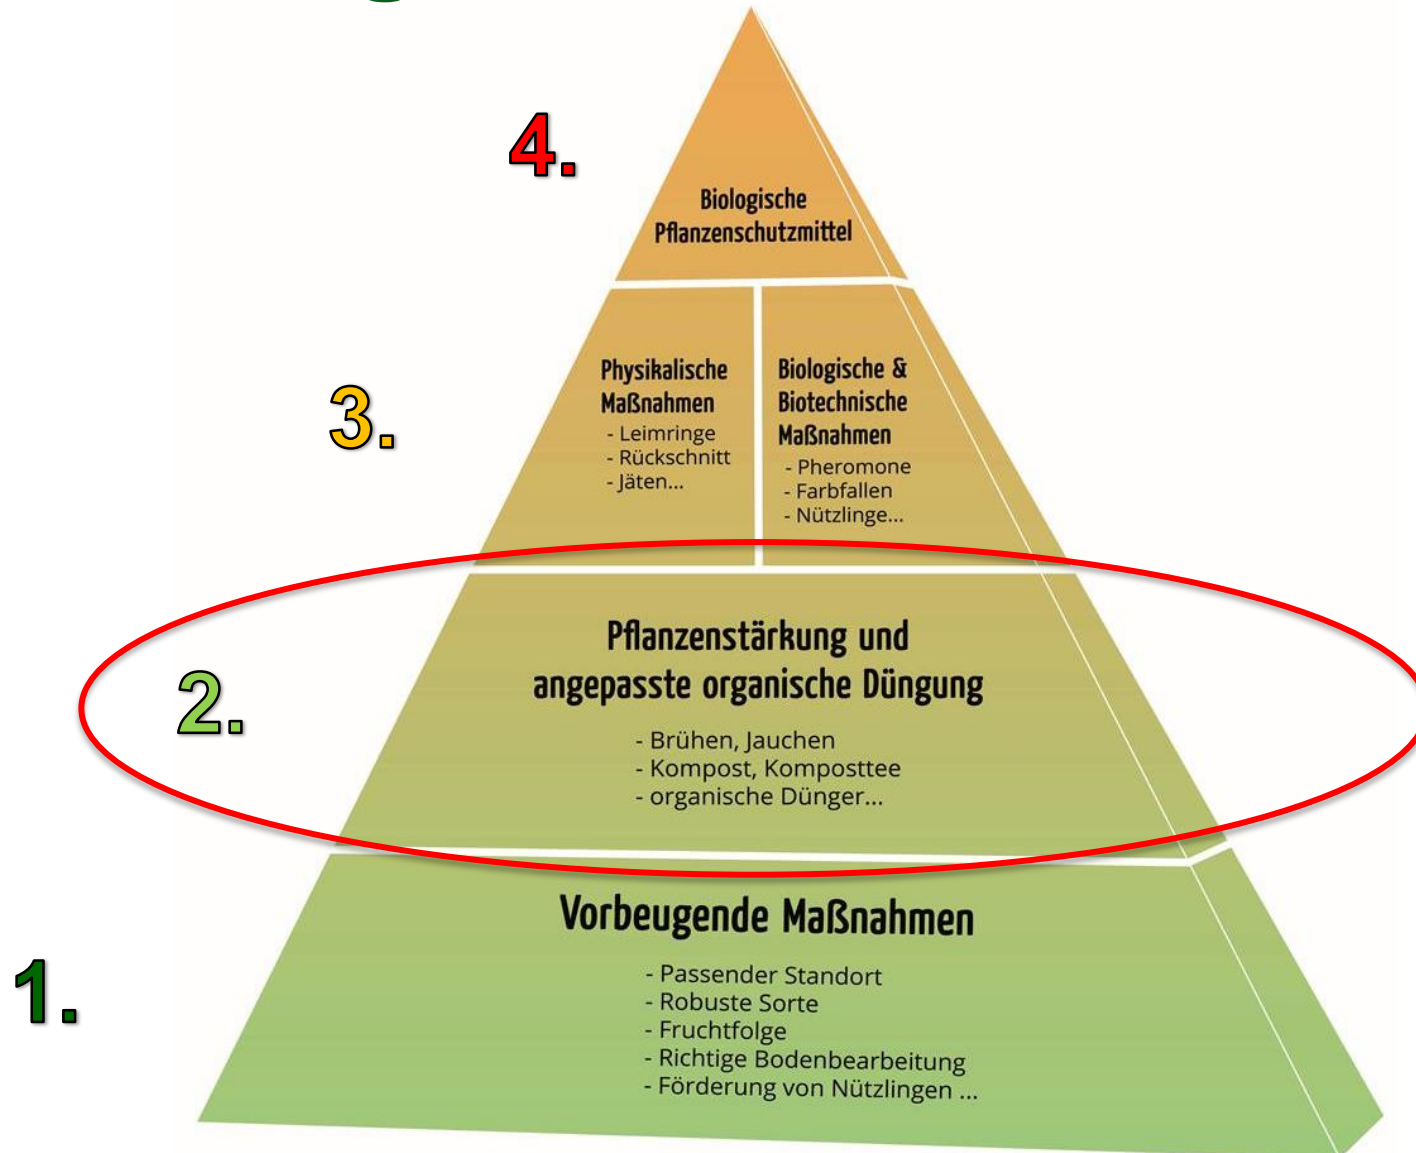 4.
Biologische
Pflanzenschutzmittel
3.
Physikalische
Maßnahmen
- Leimringe
- Rückschnitt
- Jäten...
Biologische &
Biotechnische
Maßnahmen
- Pheromone
- Farbfallen
- Nützlinge...
2.
Pflanzenstärkung und
angepasste organische Düngung
- Brühen, Jauchen
- Kompost, Komposttee
- organische Dünger...
1.
Vorbeugende Maßnahmen
- Passender Standort
- Robuste Sorte
- Fruchtfolge
- Richtige Bodenbearbeitung
- Förderung von Nützlingen ...